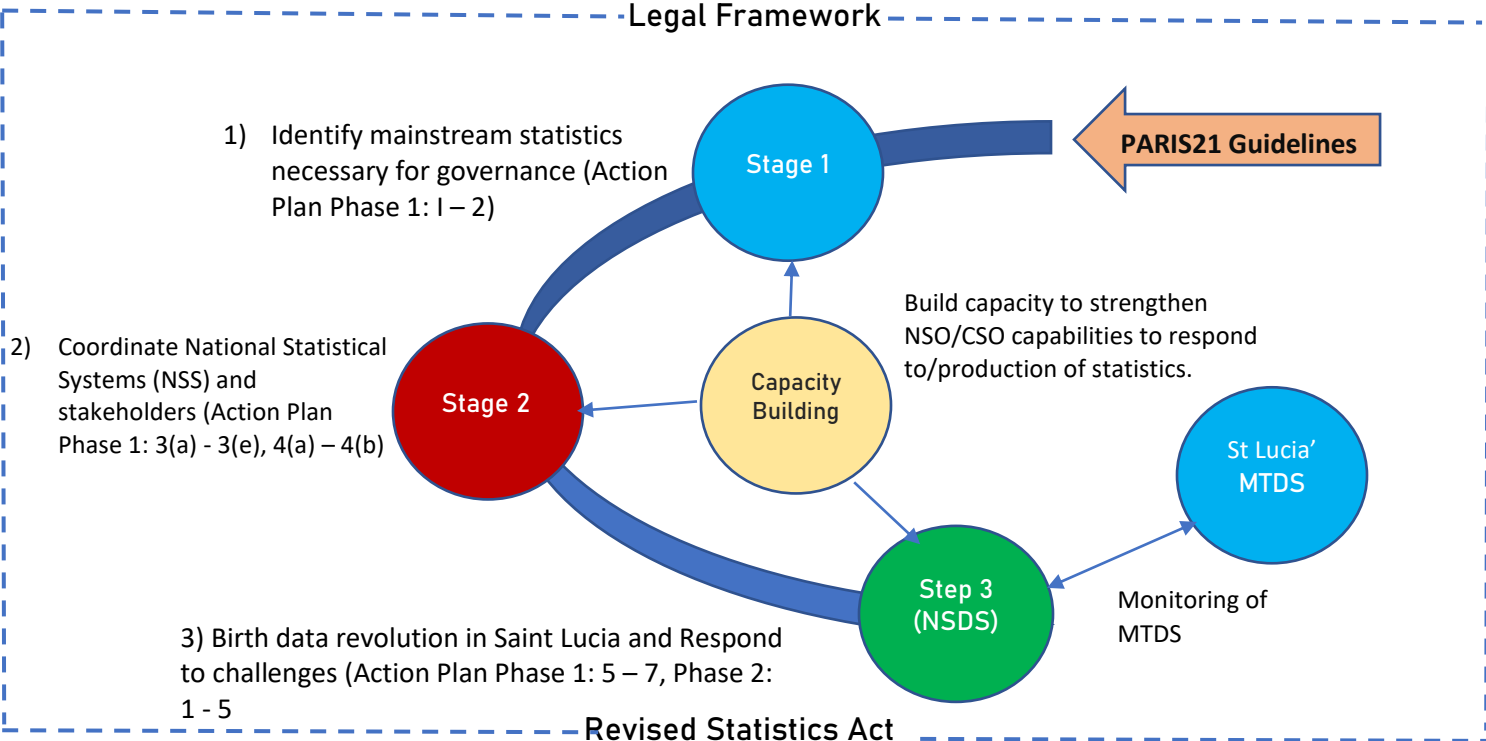 Legal Framework
PARIS21 Guidelines
1) Identify mainstream statistics
necessary for governance (Action
Plan Phase 1: I – 2)
Stage 1
Build capacity to strengthen
NSO/CSO capabilities to respond
to/production of statistics.
2) Coordinate National Statistical
Systems (NSS) and
stakeholders (Action Plan
Phase 1: 3(a) - 3(e), 4(a) – 4(b)
Stage 2
Capacity
Building
St Lucia’
MTDS
Step 3
(NSDS)
Monitoring of
MTDS
3) Birth data revolution in Saint Lucia and Respond
to challenges (Action Plan Phase 1: 5 – 7, Phase 2:
1 - 5
Revised Statistics Act